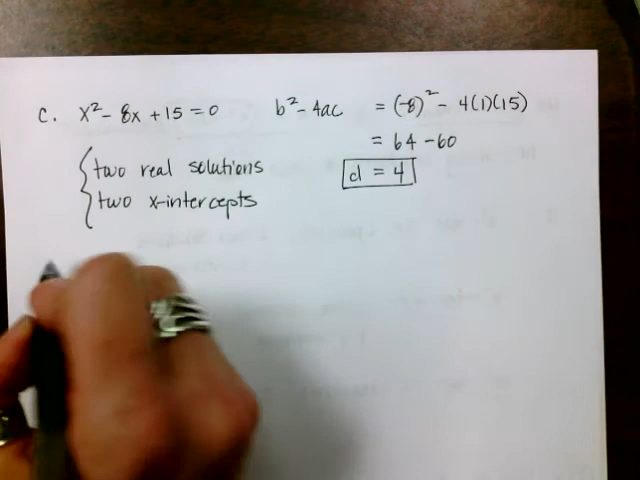 c. x² - 8x + 15 = 0 b² - 4ac = (-8)² - 4(1)(15)
= 64 - 60
two real solutions d = 4
two x-intercepts